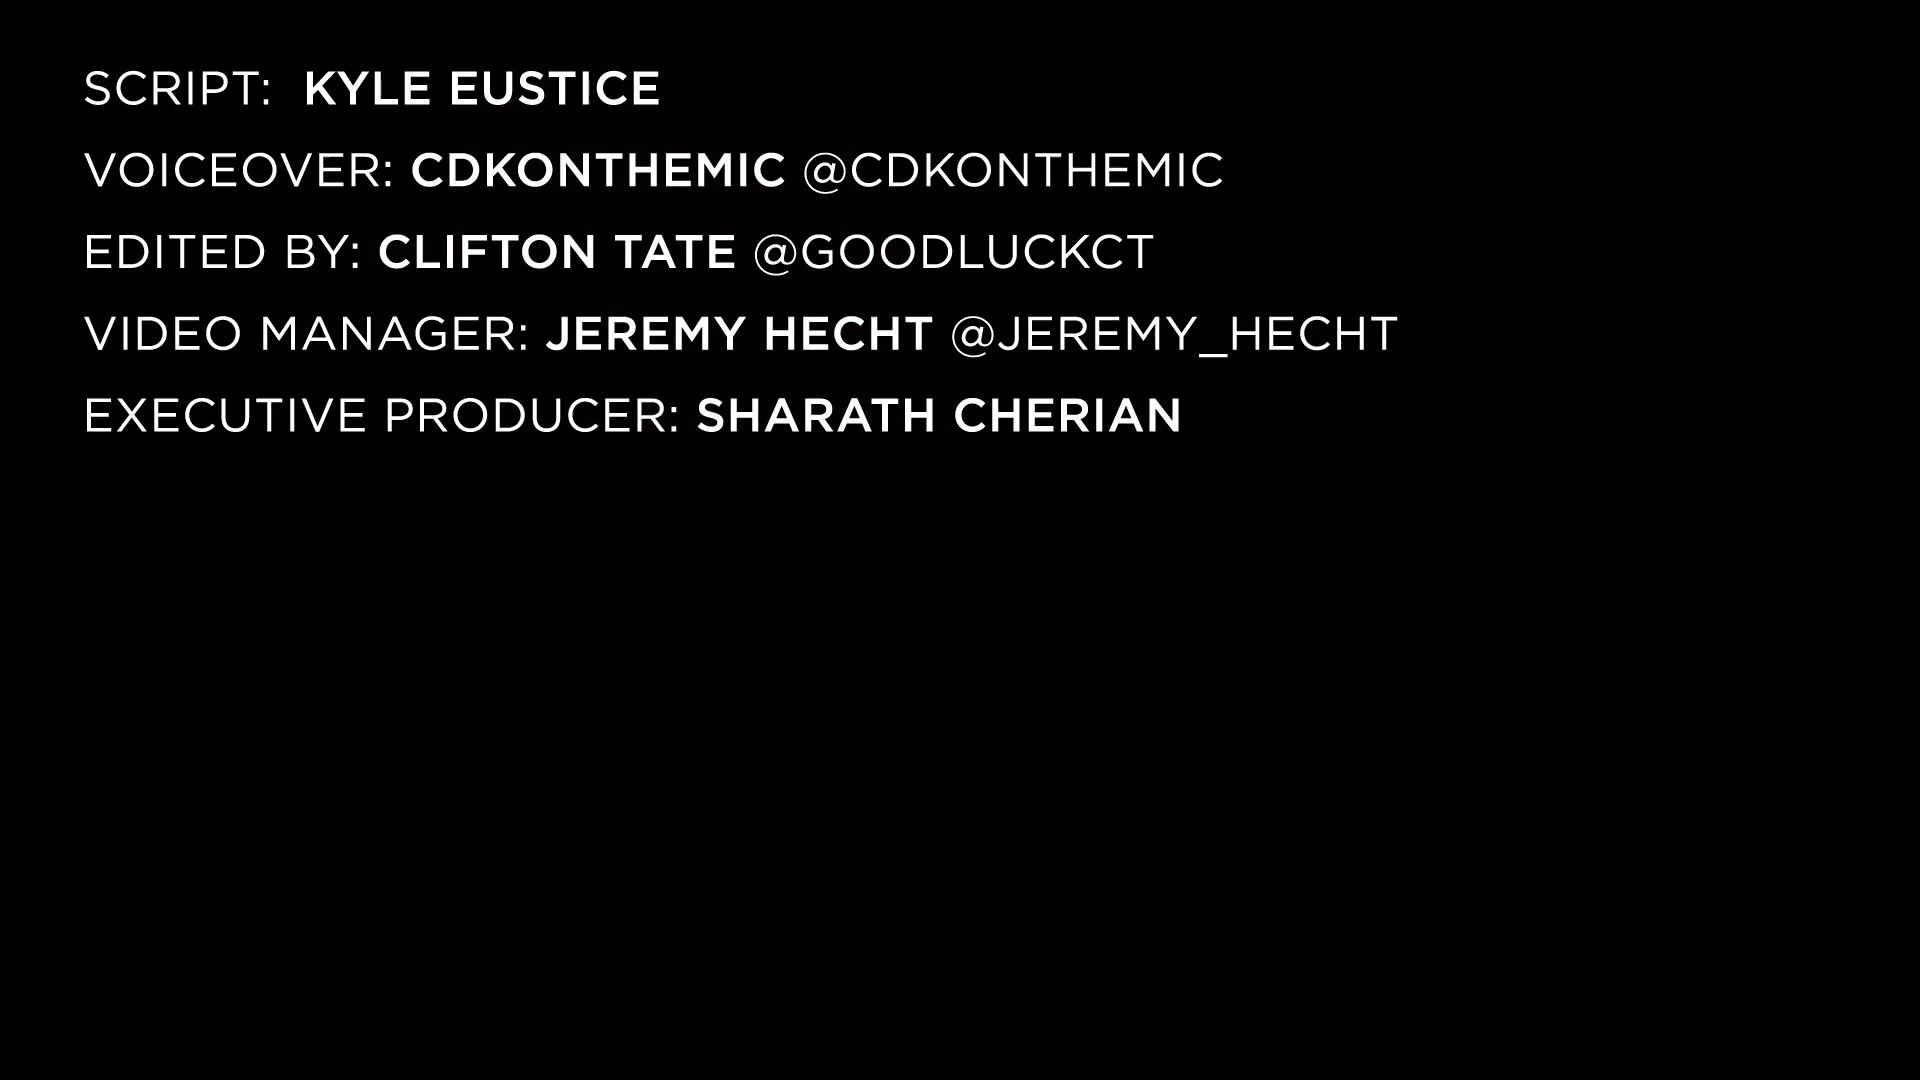 SCRIPT: KYLE EUSTICE
VOICEOVER: CDKONTHEMIC @CDKONTHEMIC
EDITED BY: CLIFTON TATE @GOODLUCKCT
VIDEO MANAGER: JEREMY HECHT @JEREMY_HECHT
EXECUTIVE PRODUCER: SHARATH CHERIAN